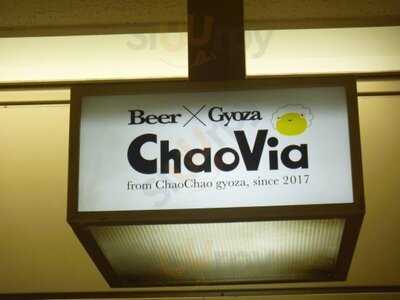 Beer × Gyoza
ChaoVia
from ChaoChao gyoza, since 2017